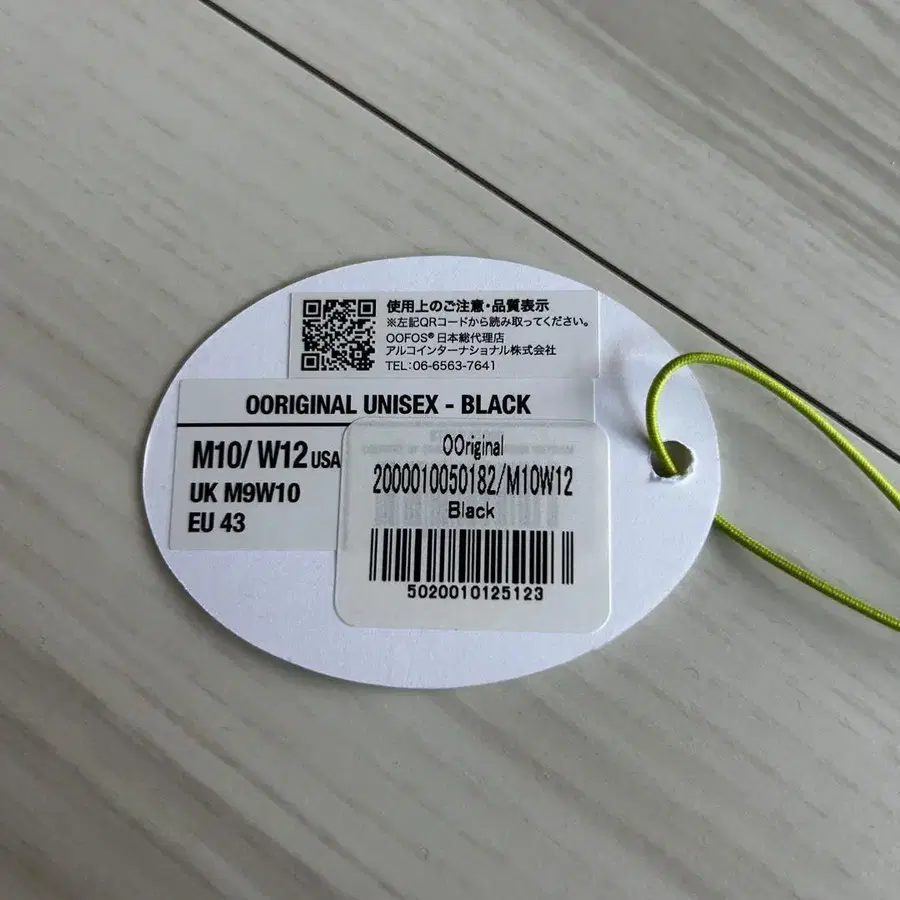 使用上のご注意・品質表示
※左記QRコードから読み取ってください。
OOFOS® 日本総代理店
アルコインターナショナル株式会社
TEL:06-6563-7641
OORIGINAL UNISEX - BLACK
M10/ W12 USA
UK M9W10
EU 43
OOriginal
2000010050182/M10W12
Black
5020010125123